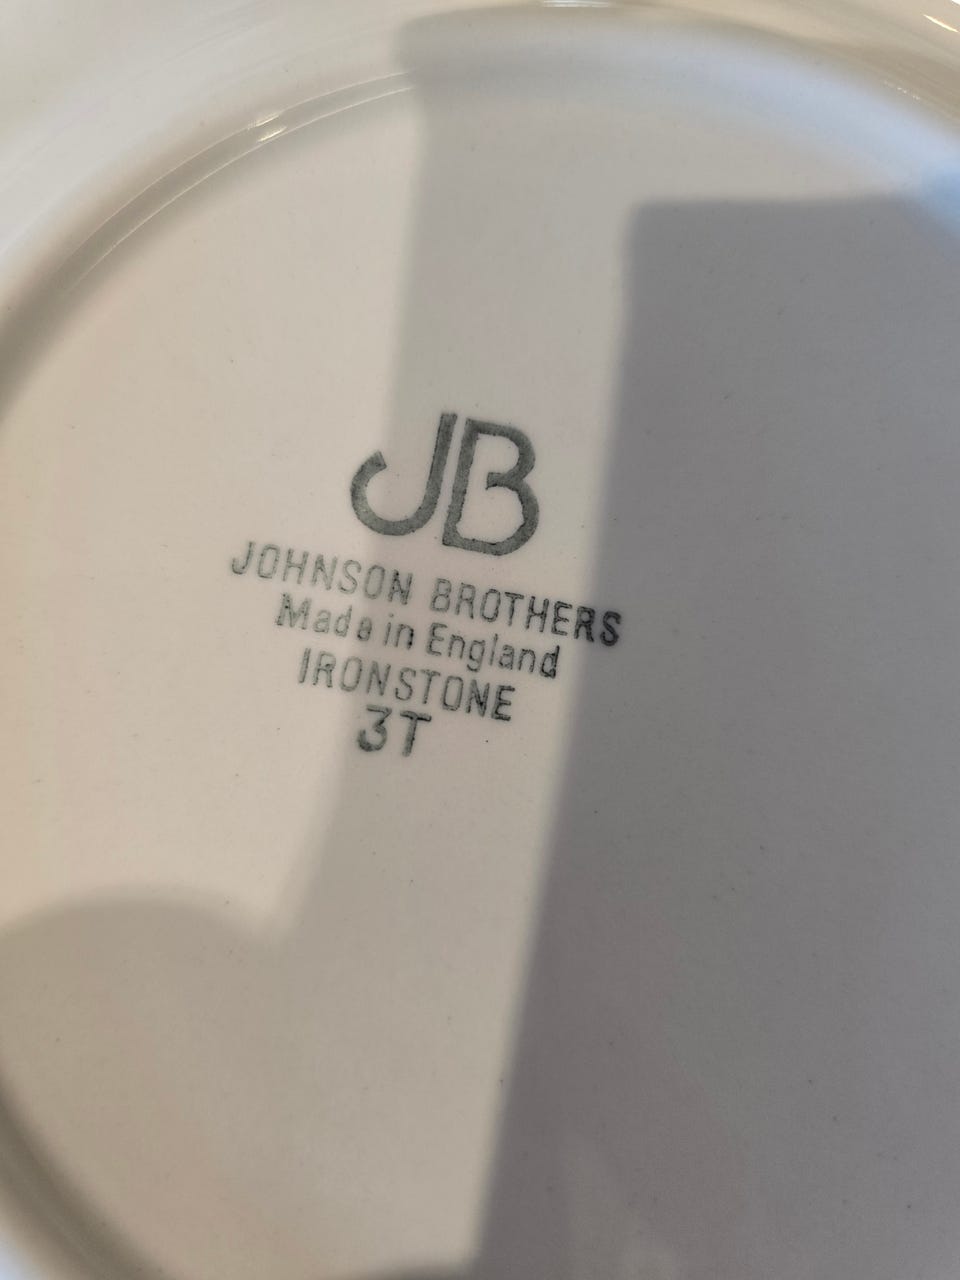 JB
JOHNSON BROTHERS
Made in England
IRONSTONE
3T